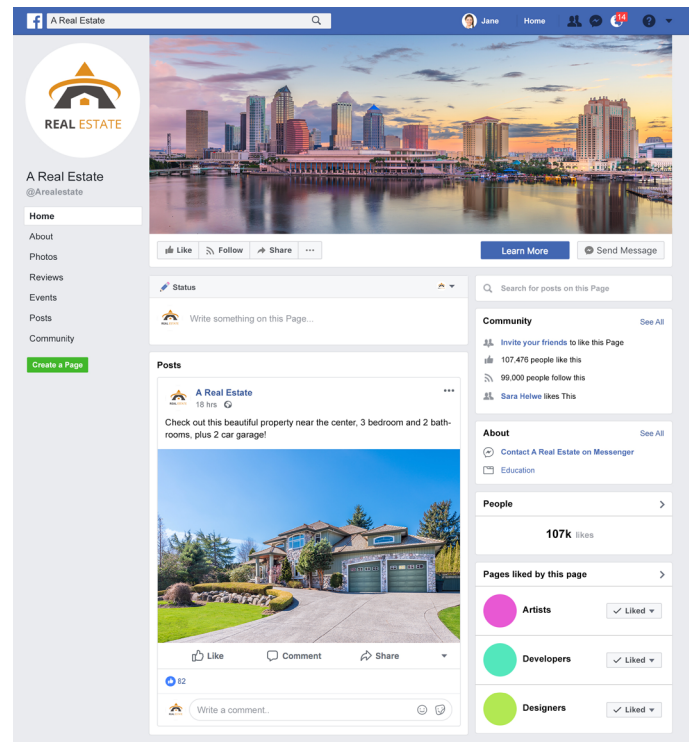 A Real Estate
Jane
Home
14
REAL ESTATE
A Real Estate
@Arealestate
Home
About
Photos
Reviews
Events
Posts
Community
Create a Page
Like
Follow
Share
Learn More
Send Message
Status
Write something on this Page...
Posts
A Real Estate
18 hrs
Check out this beautiful property near the center, 3 bedroom and 2 bath-
rooms, plus 2 car garage!
Like
Comment
Share
82
Write a comment..
Search for posts on this Page
Community
See All
Invite your friends to like this Page
107,476 people like this
99,000 people follow this
Sara Helwe likes This
About
See All
Contact A Real Estate on Messenger
Education
People
107k likes
Pages liked by this page
Artists
Liked
Developers
Liked
Designers
Liked